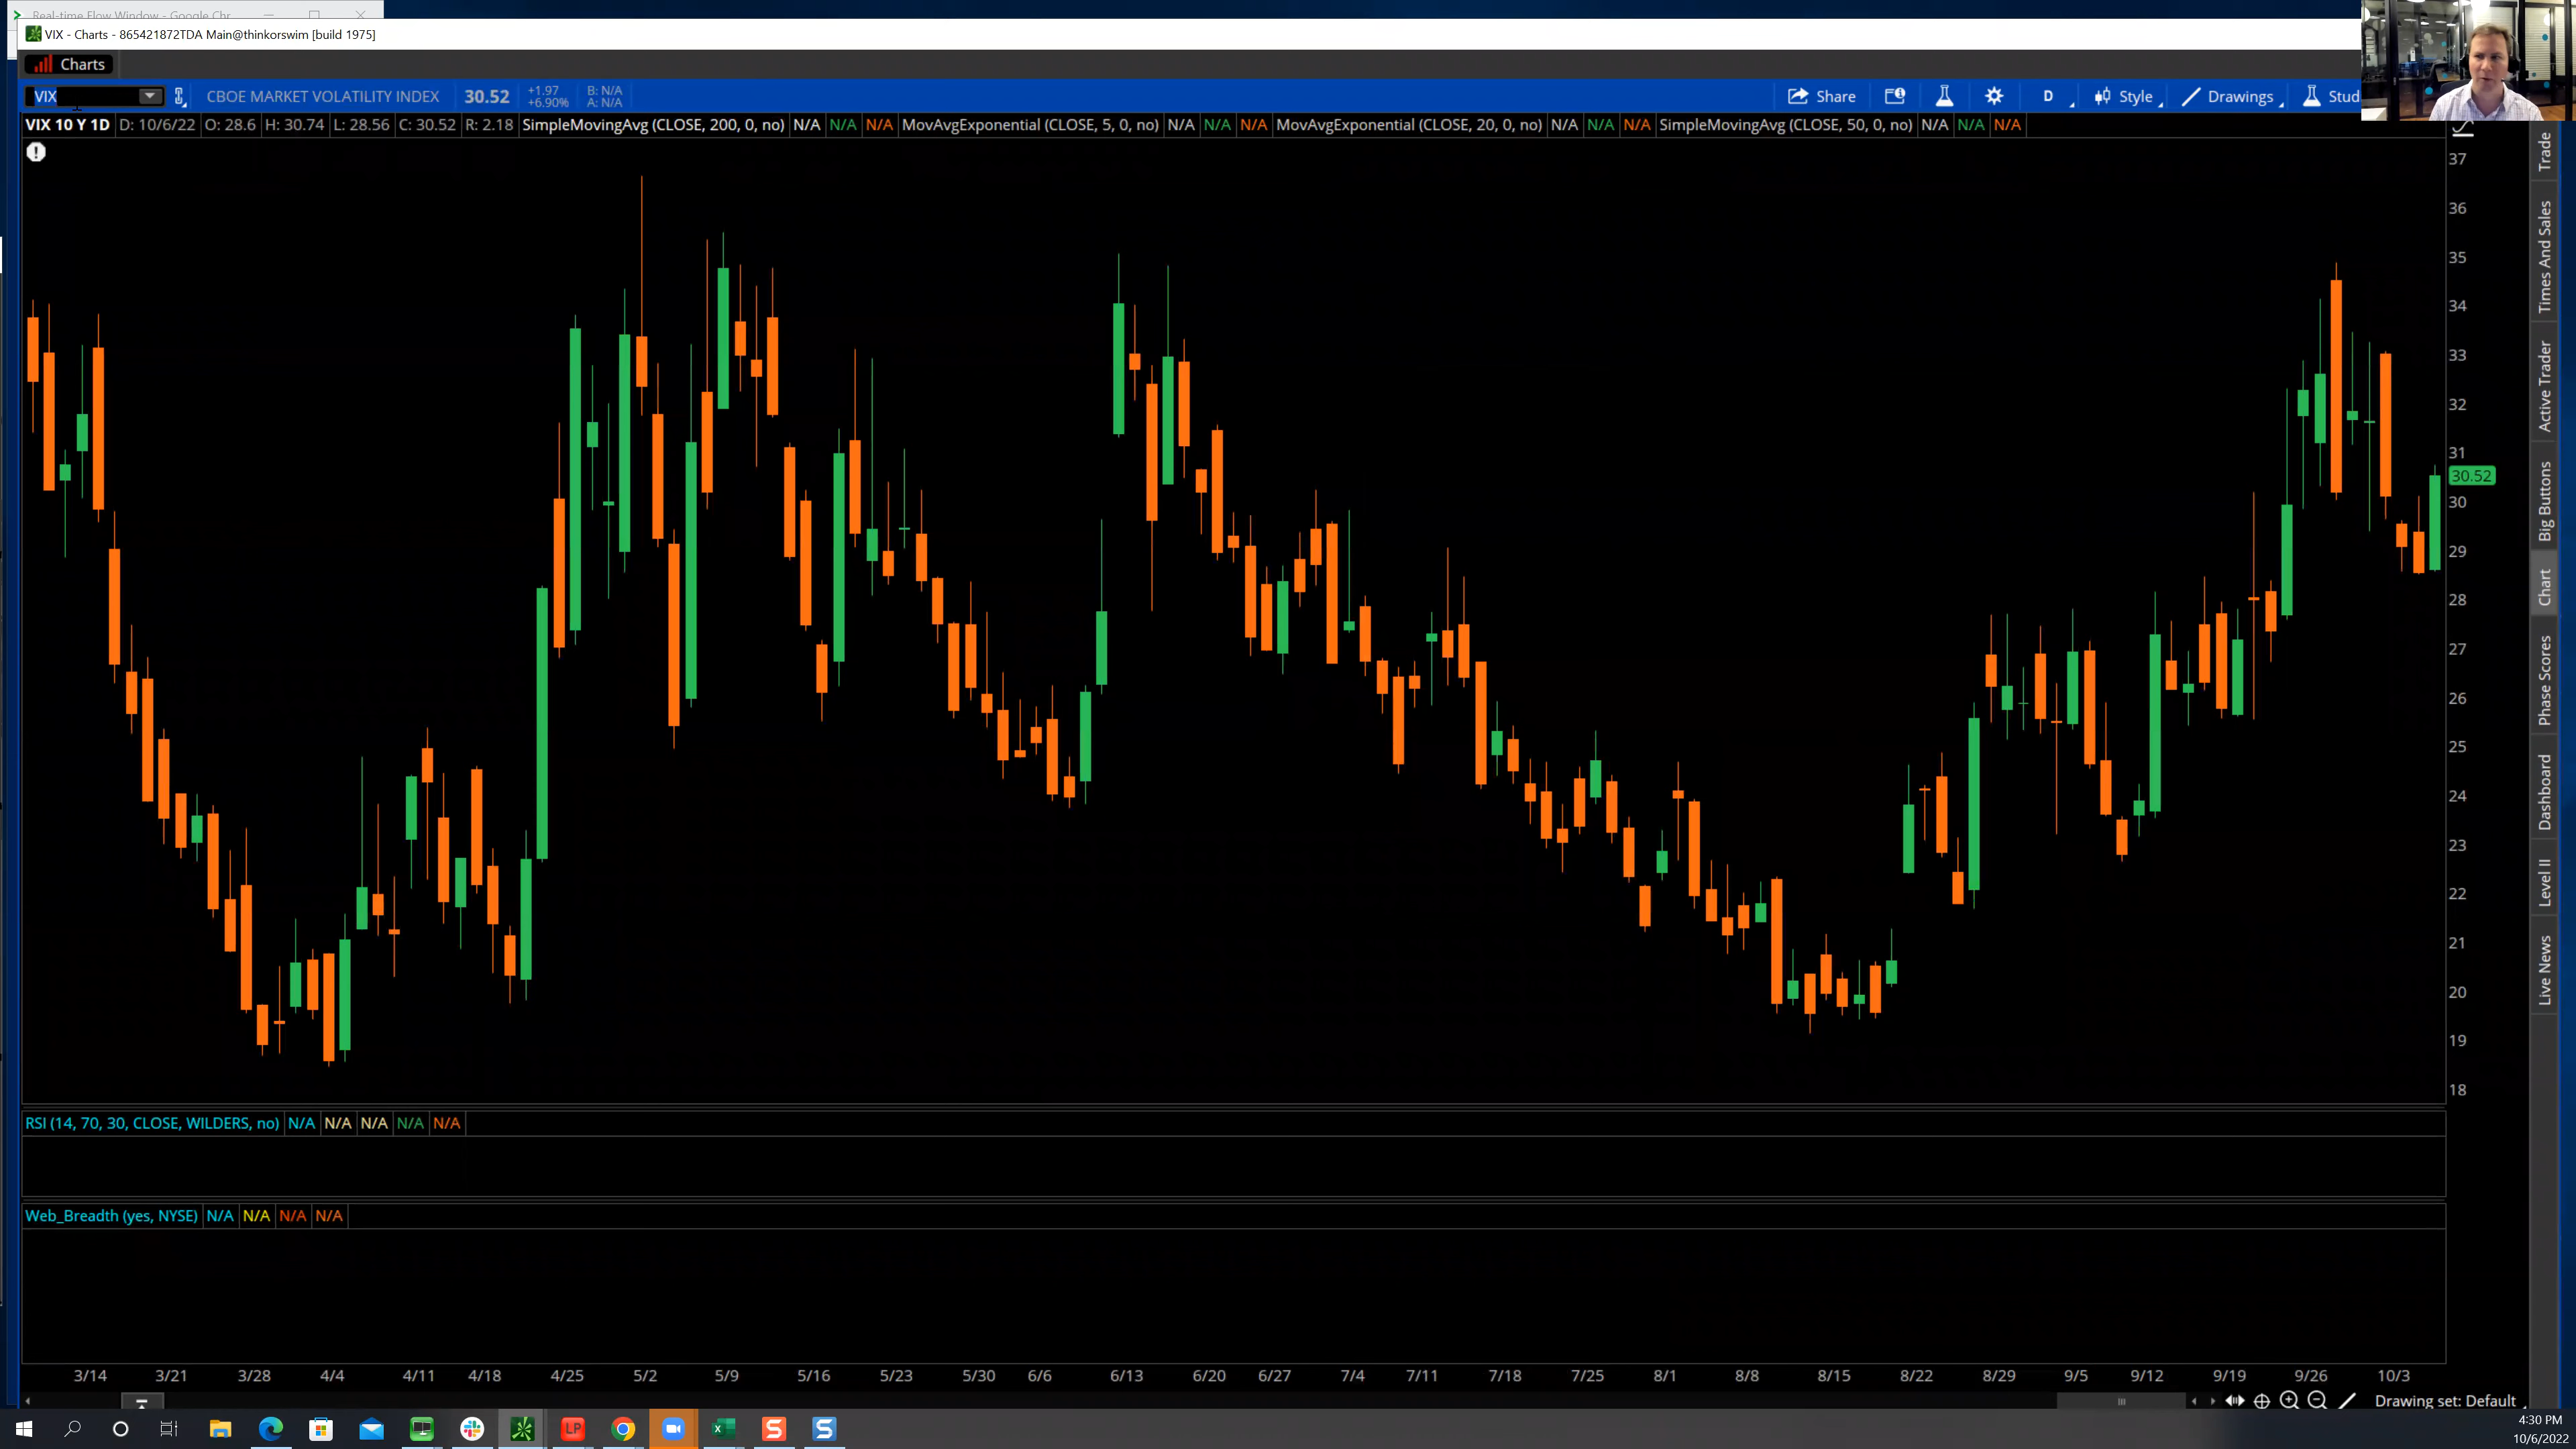 Real-time Flow Window - Google Chr
VIX - Charts - 865421872TDA Main@thinkorswim [build 1975]
Charts
VIX CBOE MARKET VOLATILITY INDEX 30.52 +1.97 +6.90% B: N/A A: N/A Share D Style Drawings Stud
VIX 10 Y 1D D: 10/6/22 O: 28.6 H: 30.74 L: 28.56 C: 30.52 R: 2.18 SimpleMovingAvg (CLOSE, 200, 0, no) N/A N/A N/A MovAvgExponential (CLOSE, 5, 0, no) N/A N/A N/A MovAvgExponential (CLOSE, 20, 0, no) N/A N/A N/A SimpleMovingAvg (CLOSE, 50, 0, no) N/A N/A N/A
37
36
35
34
33
32
31
30.52
30
29
28
27
26
25
24
23
22
21
20
19
18
Trade
Times And Sales
Active Trader
Big Buttons
Chart
Phase Scores
Dashboard
Level II
Live News
RSI (14, 70, 30, CLOSE, WILDERS, no) N/A N/A N/A N/A N/A
Web_Breadth (yes, NYSE) N/A N/A N/A N/A
3/14 3/21 3/28 4/4 4/11 4/18 4/25 5/2 5/9 5/16 5/23 5/30 6/6 6/13 6/20 6/27 7/4 7/11 7/18 7/25 8/1 8/8 8/15 8/22 8/29 9/5 9/12 9/19 9/26 10/3
Drawing set: Default
LP
4:30 PM
10/6/2022